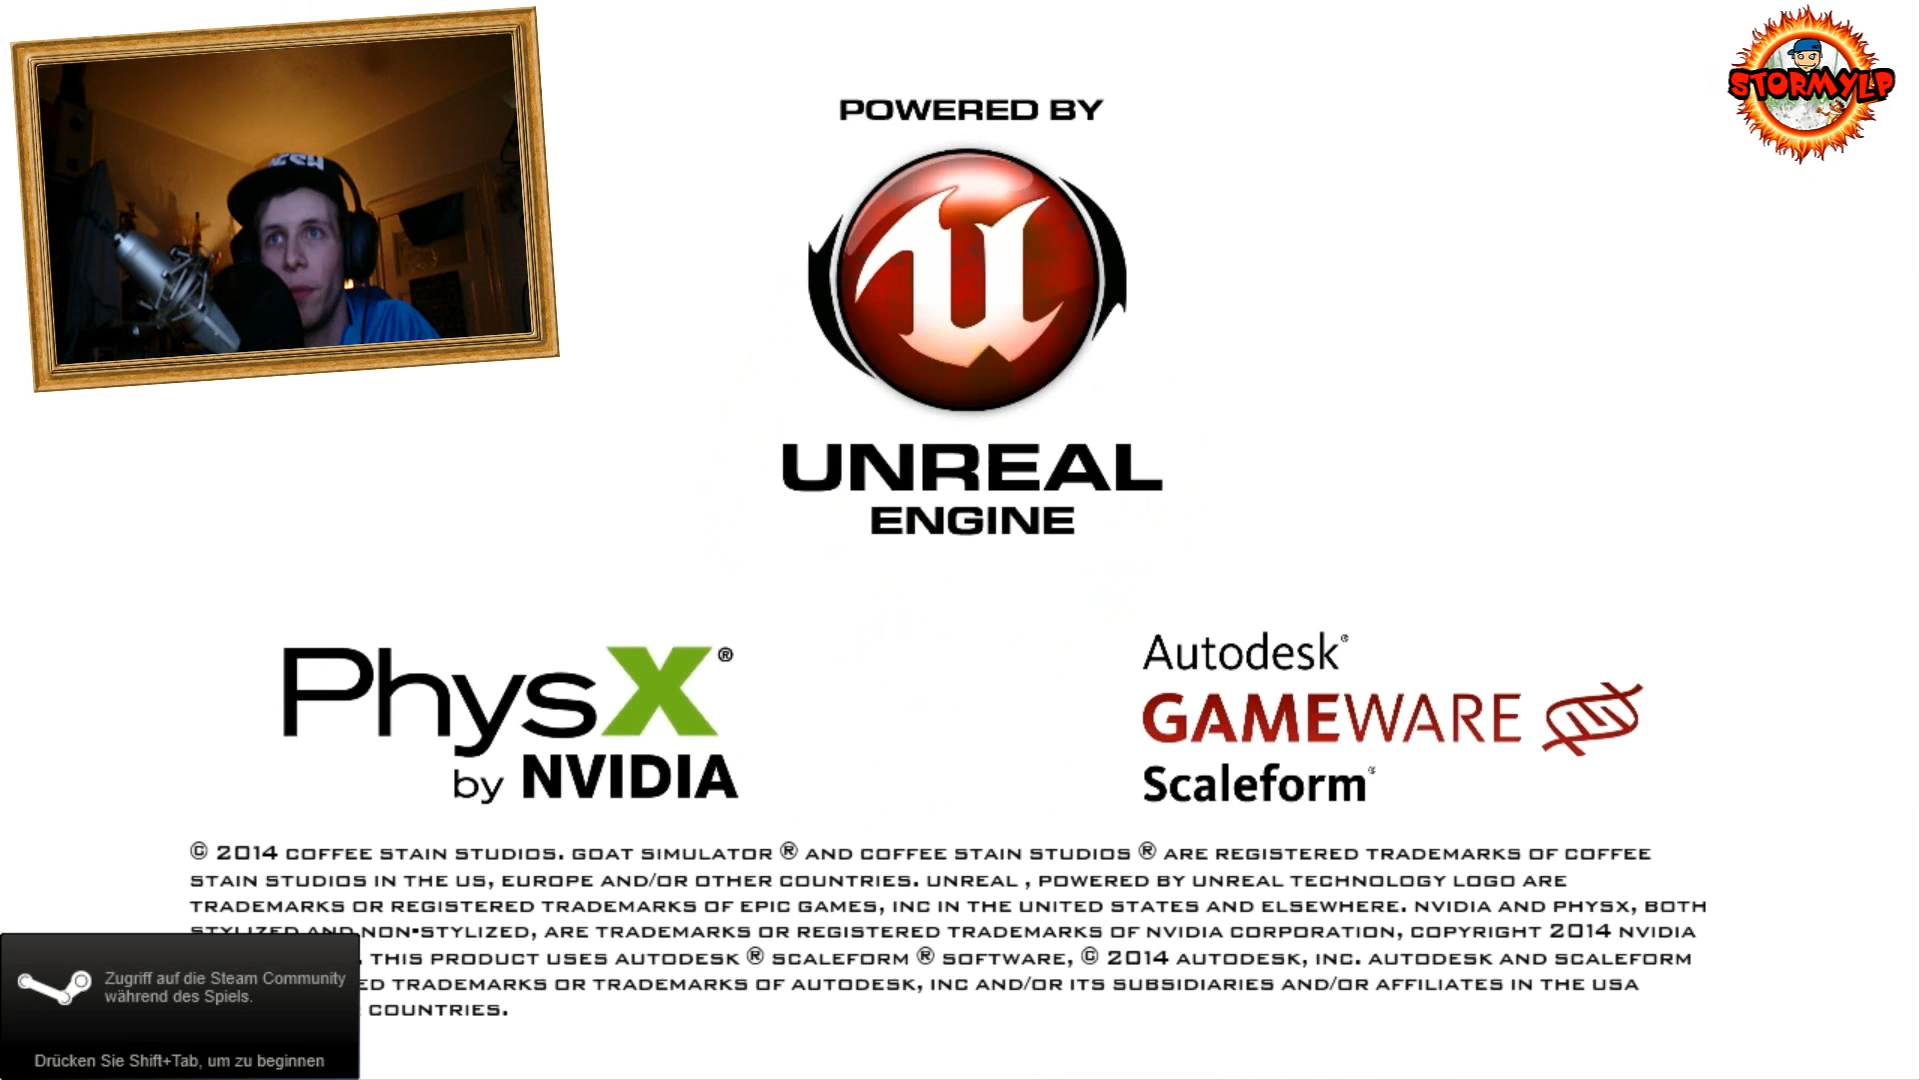 STORMYLP
POWERED BY
UNREAL
ENGINE
PhysX®
by NVIDIA
Autodesk®
GAMEWARE
Scaleform®
© 2014 COFFEE STAIN STUDIOS. GOAT SIMULATOR ® AND COFFEE STAIN STUDIOS ® ARE REGISTERED TRADEMARKS OF COFFEE
STAIN STUDIOS IN THE US, EUROPE AND/OR OTHER COUNTRIES. UNREAL , POWERED BY UNREAL TECHNOLOGY LOGO ARE
TRADEMARKS OR REGISTERED TRADEMARKS OF EPIC GAMES, INC IN THE UNITED STATES AND ELSEWHERE. NVIDIA AND PHYSX, BOTH
STYLIZED AND NON-STYLIZED, ARE TRADEMARKS OR REGISTERED TRADEMARKS OF NVIDIA CORPORATION, COPYRIGHT 2014 NVIDIA
. THIS PRODUCT USES AUTODESK ® SCALEFORM ® SOFTWARE, © 2014 AUTODESK, INC. AUTODESK AND SCALEFORM
ED TRADEMARKS OR TRADEMARKS OF AUTODESK, INC AND/OR ITS SUBSIDIARIES AND/OR AFFILIATES IN THE USA
COUNTRIES.
Zugriff auf die Steam Community
während des Spiels.
Drücken Sie Shift+Tab, um zu beginnen